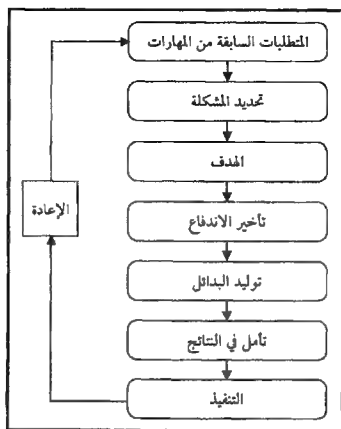 المتطلبات السابقة من المهارات
تحديد المشكلة
الهدف
تأخير الاندفاع
الإعادة
توليد البدائل
تأمل في النتائج
التنفيذ